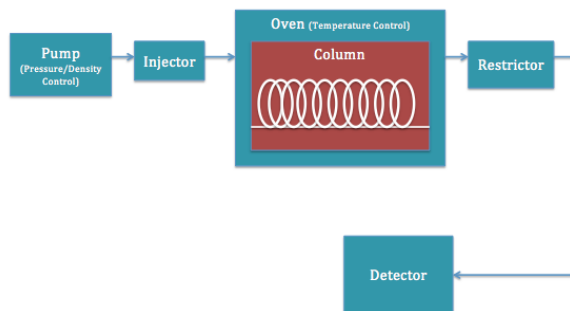 Pump
(Pressure/Density
Control)
Injector
Oven (Temperature Control)
Column
Restrictor
Detector